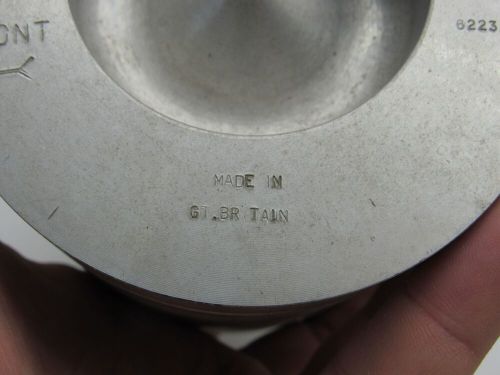 ONT
6223
MADE IN
GT.BRITAIN